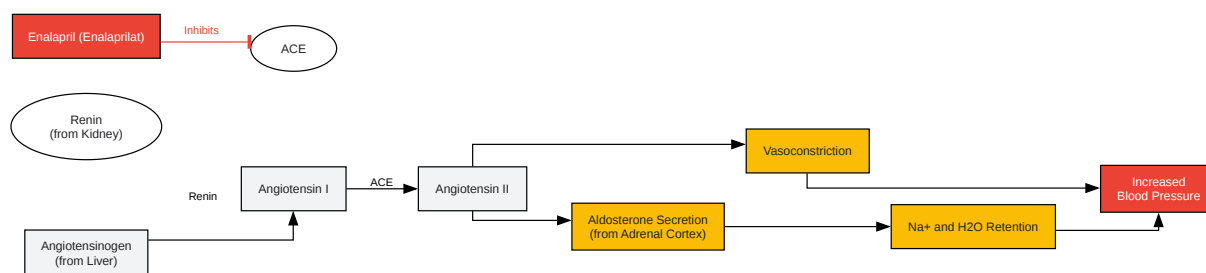 Enalapril (Enalaprilat)
Inhibits
ACE
Renin
(from Kidney)
Renin
Angiotensin I
ACE
Angiotensin II
Vasoconstriction
Increased
Blood Pressure
Aldosterone Secretion
(from Adrenal Cortex)
Na+ and H2O Retention
Angiotensinogen
(from Liver)